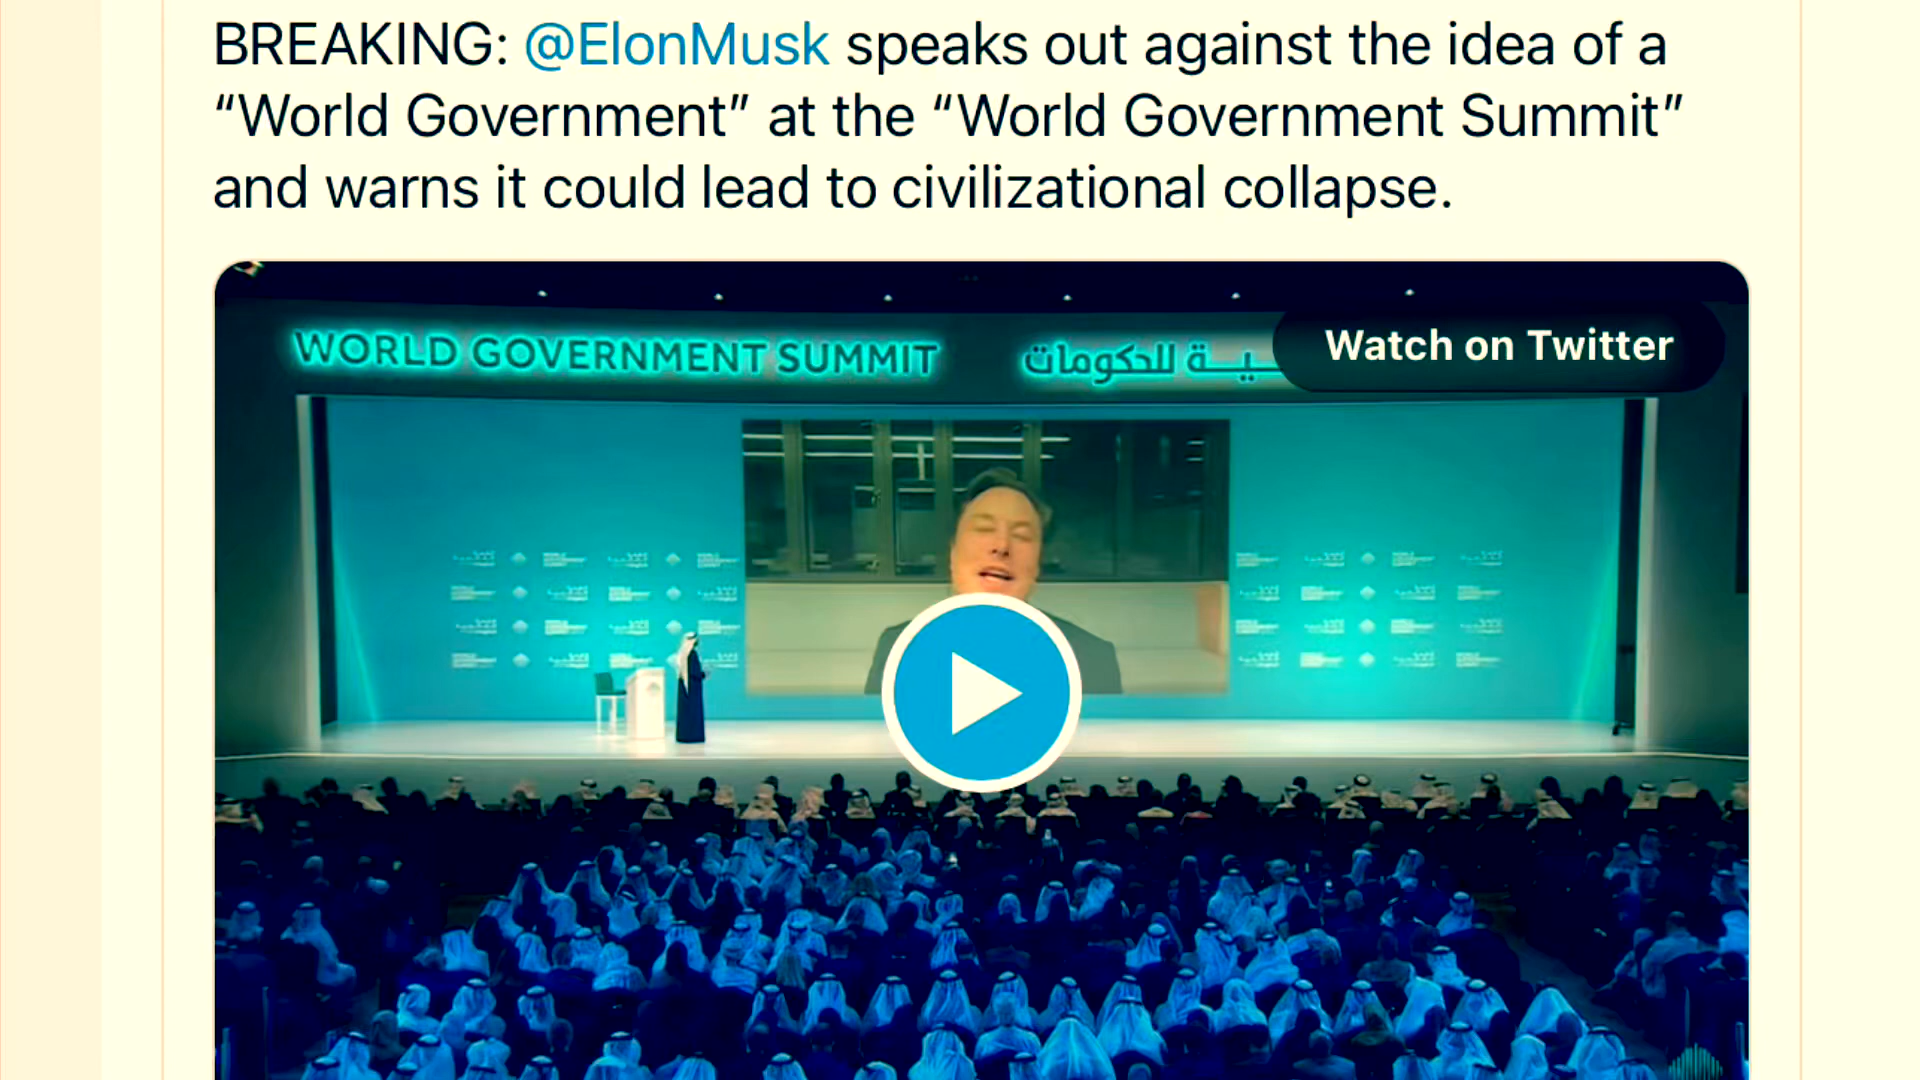 BREAKING: @ElonMusk speaks out against the idea of a
“World Government” at the “World Government Summit”
and warns it could lead to civilizational collapse.
WORLD GOVERNMENT SUMMIT
للحكومات
Watch on Twitter